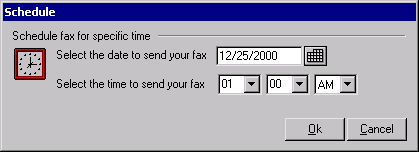 Schedule
Schedule fax for specific time
Select the date to send your fax 12/25/2000
Select the time to send your fax 01 00 AM
Ok Cancel